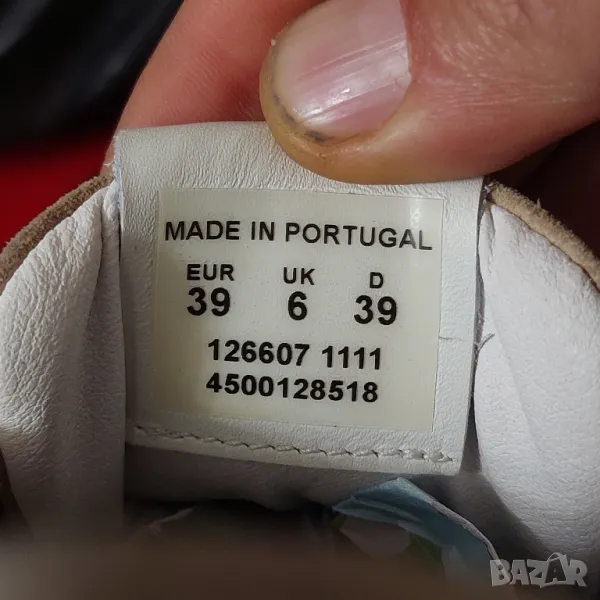 MADE IN PORTUGAL
EUR UK D
39 6 39
126607 1111
4500128518
BAZAR